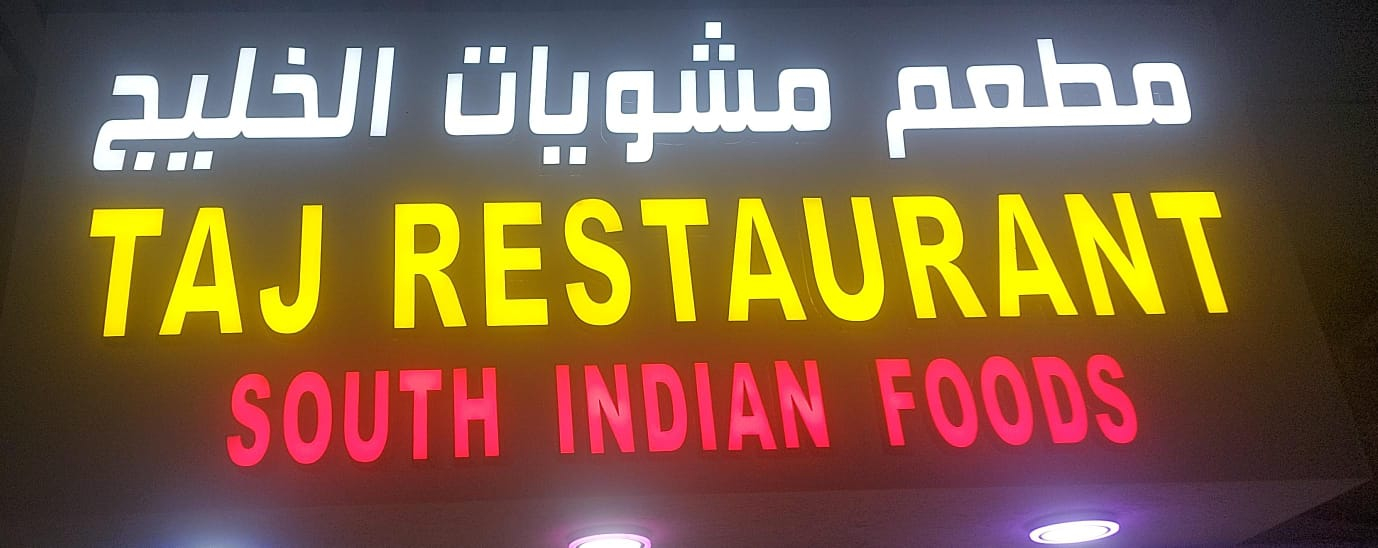 مطعم مشويات الخليج
TAJ RESTAURANT
SOUTH INDIAN FOODS